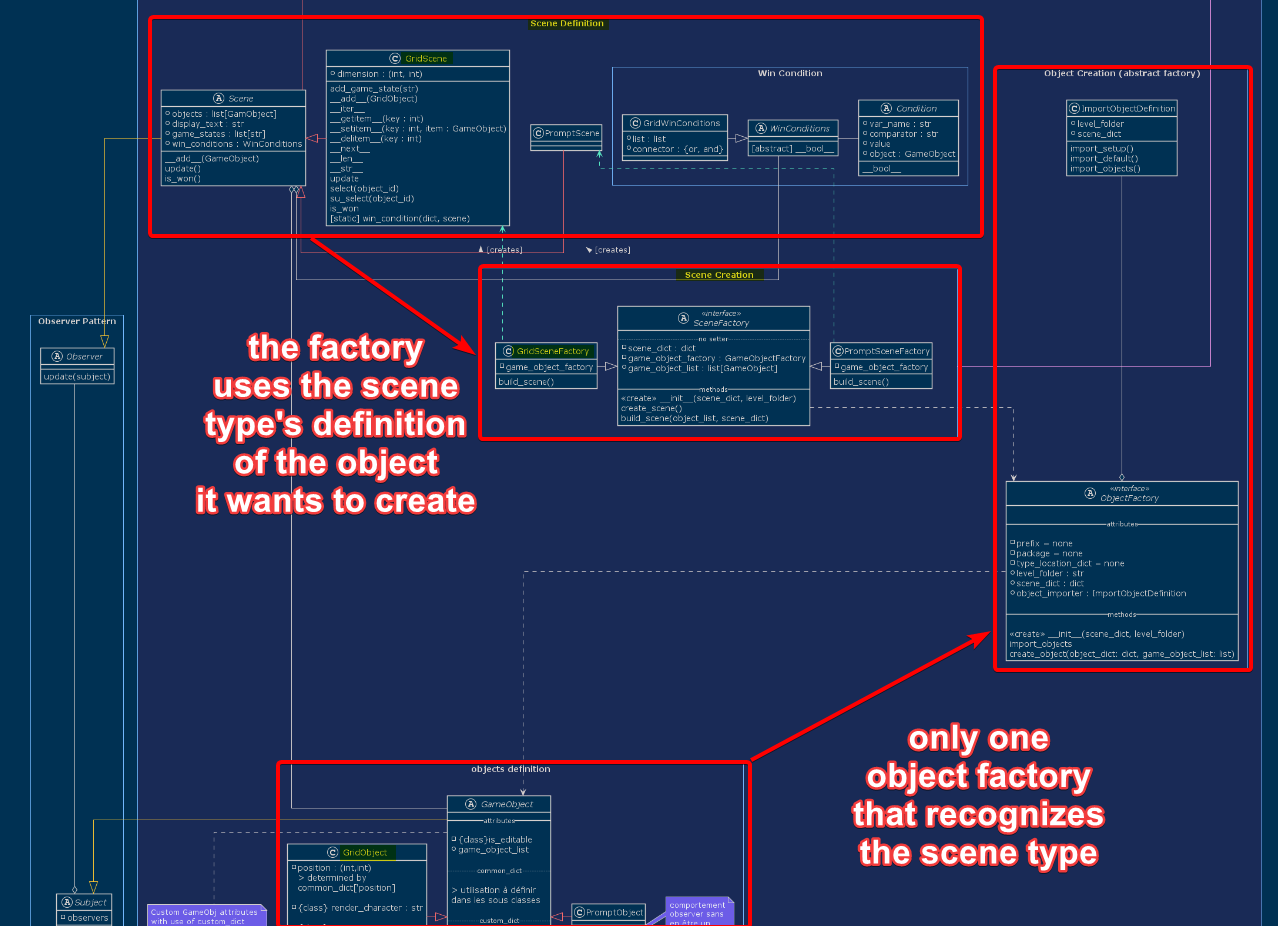 Scene Definition
GridScene
dimension : (int, int)
add_game_state(str)
__add__(GridObject)
__iter__
__getitem__(key : int)
__setitem__(key : int, item : GameObject)
__delitem__(key : int)
__next__
__len__
__str__
update
select(object_id)
su_select(object_id)
is_won
[static] win_condition(dict, scene)
A Scene
objects : list[GamObject]
display_text : str
game_states : list[str]
win_conditions : WinConditions
__add__(GameObject)
update()
is_won()
C PromptScene
Win Condition
C GridWinConditions
list : list
connector : {or, and}
A WinConditions
[abstract] __bool__
A Condition
var_name : str
comparator : str
value
object : GameObject
__bool__
Object Creation (abstract factory)
C ImportObjectDefinition
level_folder
scene_dict
import_setup()
import_default()
import_objects()
[creates]
[creates]
Scene Creation
C GridSceneFactory
game_object_factory
build_scene()
«interface»
A SceneFactory
no setter
scene_dict : dict
game_object_factory : GameObjectFactory
game_object_list : list[GameObject]
methods
«create» __init__(scene_dict, level_folder)
create_scene()
build_scene(object_list, scene_dict)
C PromptSceneFactory
game_object_factory
build_scene()
Observer Pattern
A Observer
update(subject)
the factory
uses the scene
type's definition
of the object
it wants to create
«interface»
A ObjectFactory
attributes
prefix = none
package = none
type_location_dict = none
level_folder : str
scene_dict : dict
object_importer : ImportObjectDefinition
methods
«create» __init__(scene_dict, level_folder)
import_objects
create_object(object_dict: dict, game_object_list: list)
only one
object factory
that recognizes
the scene type
objects definition
A GameObject
attributes
{class}is_editable
game_object_list
common_dict
> utilisation à définir
dans les sous classes
custom_dict
C GridObject
position : (int,int)
> determined by
common_dict['position]
{class} render_character : str
C PromptObject
comportement
observer sans
en être un
Custom GameObj attributes
with use of custom_dict
A Subject
observers